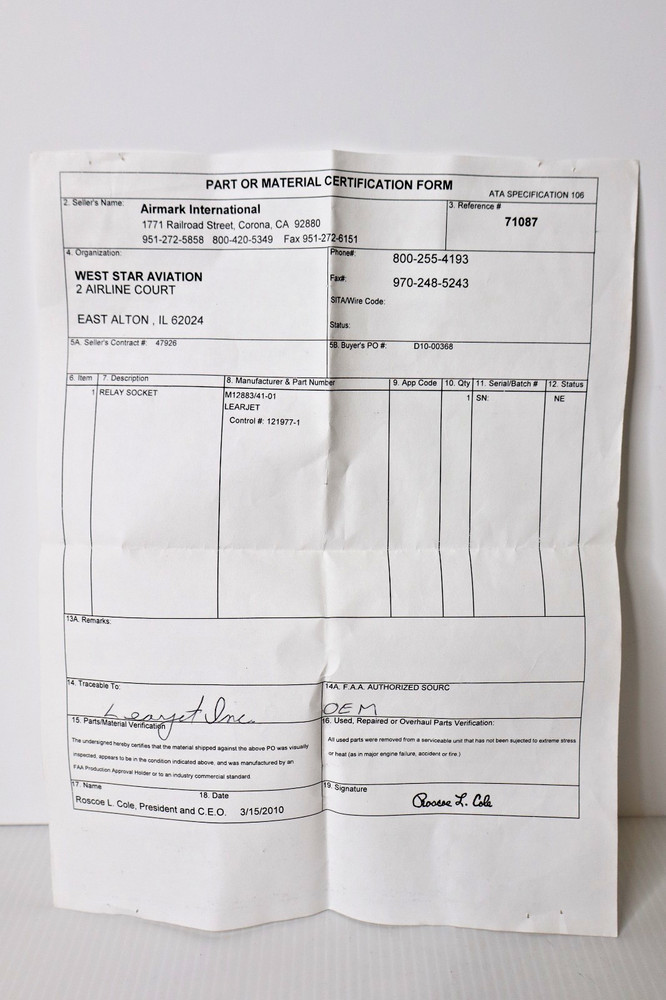 PART OR MATERIAL CERTIFICATION FORM
ATA SPECIFICATION 106
2. Seller's Name:
Airmark International
1771 Railroad Street, Corona, CA 92880
951-272-5858 800-420-5349 Fax 951-272-6151
3. Reference #
71087
4. Organization:
WEST STAR AVIATION
2 AIRLINE COURT
EAST ALTON , IL 62024
Phone#: 800-255-4193
Fax#: 970-248-5243
SITA/Wire Code:
Status:
5A. Seller's Contract #: 47926
5B. Buyer's PO #: D10-00368
6. Item 7. Description 8. Manufacturer & Part Number 9. App Code 10. Qty 11. Serial/Batch # 12. Status
1 RELAY SOCKET M12883/41-01 1 SN: NE
LEARJET
Control #: 121977-1
13A. Remarks:
14. Traceable To:
Learjet Inc.
14A. F.A.A. AUTHORIZED SOURC
OEM
15. Parts/Material Verification
The undersigned hereby certifies that the material shipped against the above PO was visually
inspected, appears to be in the condition indicated above, and was manufactured by an
FAA Production Approval Holder or to an industry commercial standard.
16. Used, Repaired or Overhaul Parts Verification:
All used parts were removed from a serviceable unit that has not been sujected to extreme stress
or heat (as in major engine failure, accident or fire.)
17. Name 18. Date
Roscoe L. Cole, President and C.E.O. 3/15/2010
19. Signature
Roscoe L. Cole